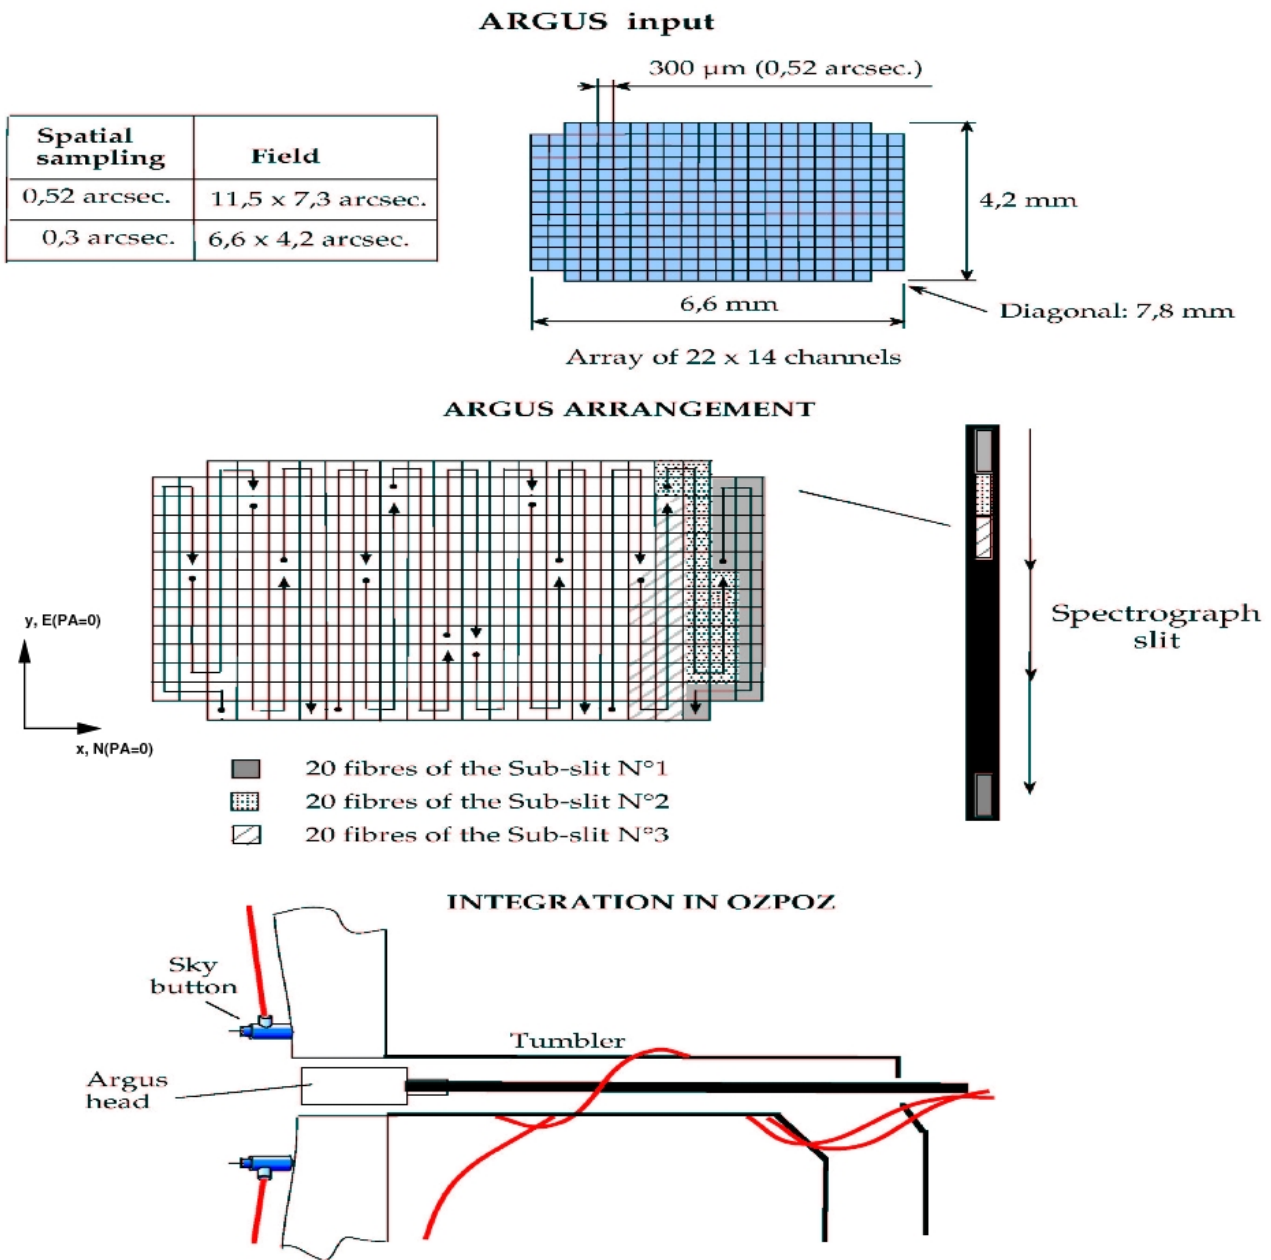 ARGUS input
300 µm (0,52 arcsec.)
Spatial sampling
Field
0,52 arcsec.
11,5 x 7,3 arcsec.
0,3 arcsec.
6,6 x 4,2 arcsec.
4,2 mm
6,6 mm
Diagonal: 7,8 mm
Array of 22 x 14 channels
ARGUS ARRANGEMENT
y, E(PA=0)
x, N(PA=0)
Spectrograph
slit
20 fibres of the Sub-slit N°1
20 fibres of the Sub-slit N°2
20 fibres of the Sub-slit N°3
INTEGRATION IN OZPOZ
Sky
button
Tumbler
Argus
head